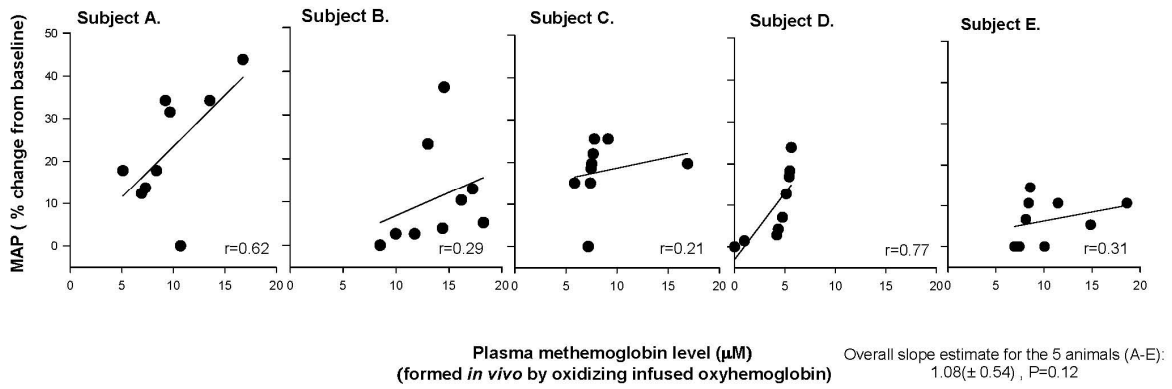 Subject A.
Subject B.
Subject C.
Subject D.
Subject E.
MAP ( % change from baseline)
50
40
30
20
10
0
r=0.62
r=0.29
r=0.21
r=0.77
r=0.31
0 5 10 15 20
0 5 10 15 20
0 5 10 15 20
0 5 10 15 20
0 5 10 15 20
Plasma methemoglobin level (μM)
(formed in vivo by oxidizing infused oxyhemoglobin)
Overall slope estimate for the 5 animals (A-E):
1.08(± 0.54) , P=0.12